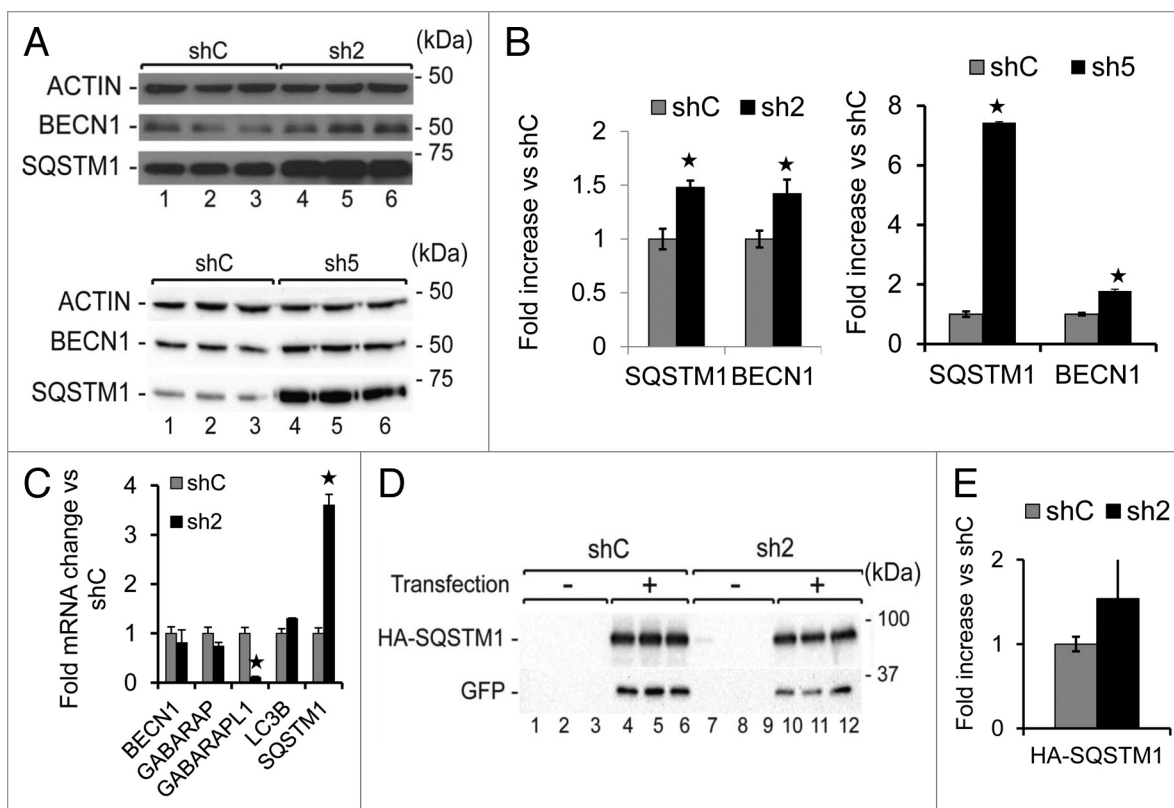 A
shC sh2 (kDa)
ACTIN - - 50
BECN1 - - 50
- 75
SQSTM1 -
1 2 3 4 5 6
shC sh5 (kDa)
ACTIN - - 50
BECN1 - - 50
- 75
SQSTM1 -
1 2 3 4 5 6
B
shC sh2
Fold increase vs shC
2
1.5
1
0.5
0
★ ★
SQSTM1 BECN1
shC sh5
Fold increase vs shC
8
6
4
2
0
★ ★
SQSTM1 BECN1
C
Fold mRNA change vs
shC
shC
sh2
4
3
2
1
0
★ ★
BECN1
GABARAP
GABARAPL1
LC3B
SQSTM1
D
shC sh2
Transfection - + - + (kDa)
- 100
HA-SQSTM1 -
- 37
GFP -
1 2 3 4 5 6 7 8 9 10 11 12
E
shC sh2
Fold increase vs shC
2
1
0
HA-SQSTM1